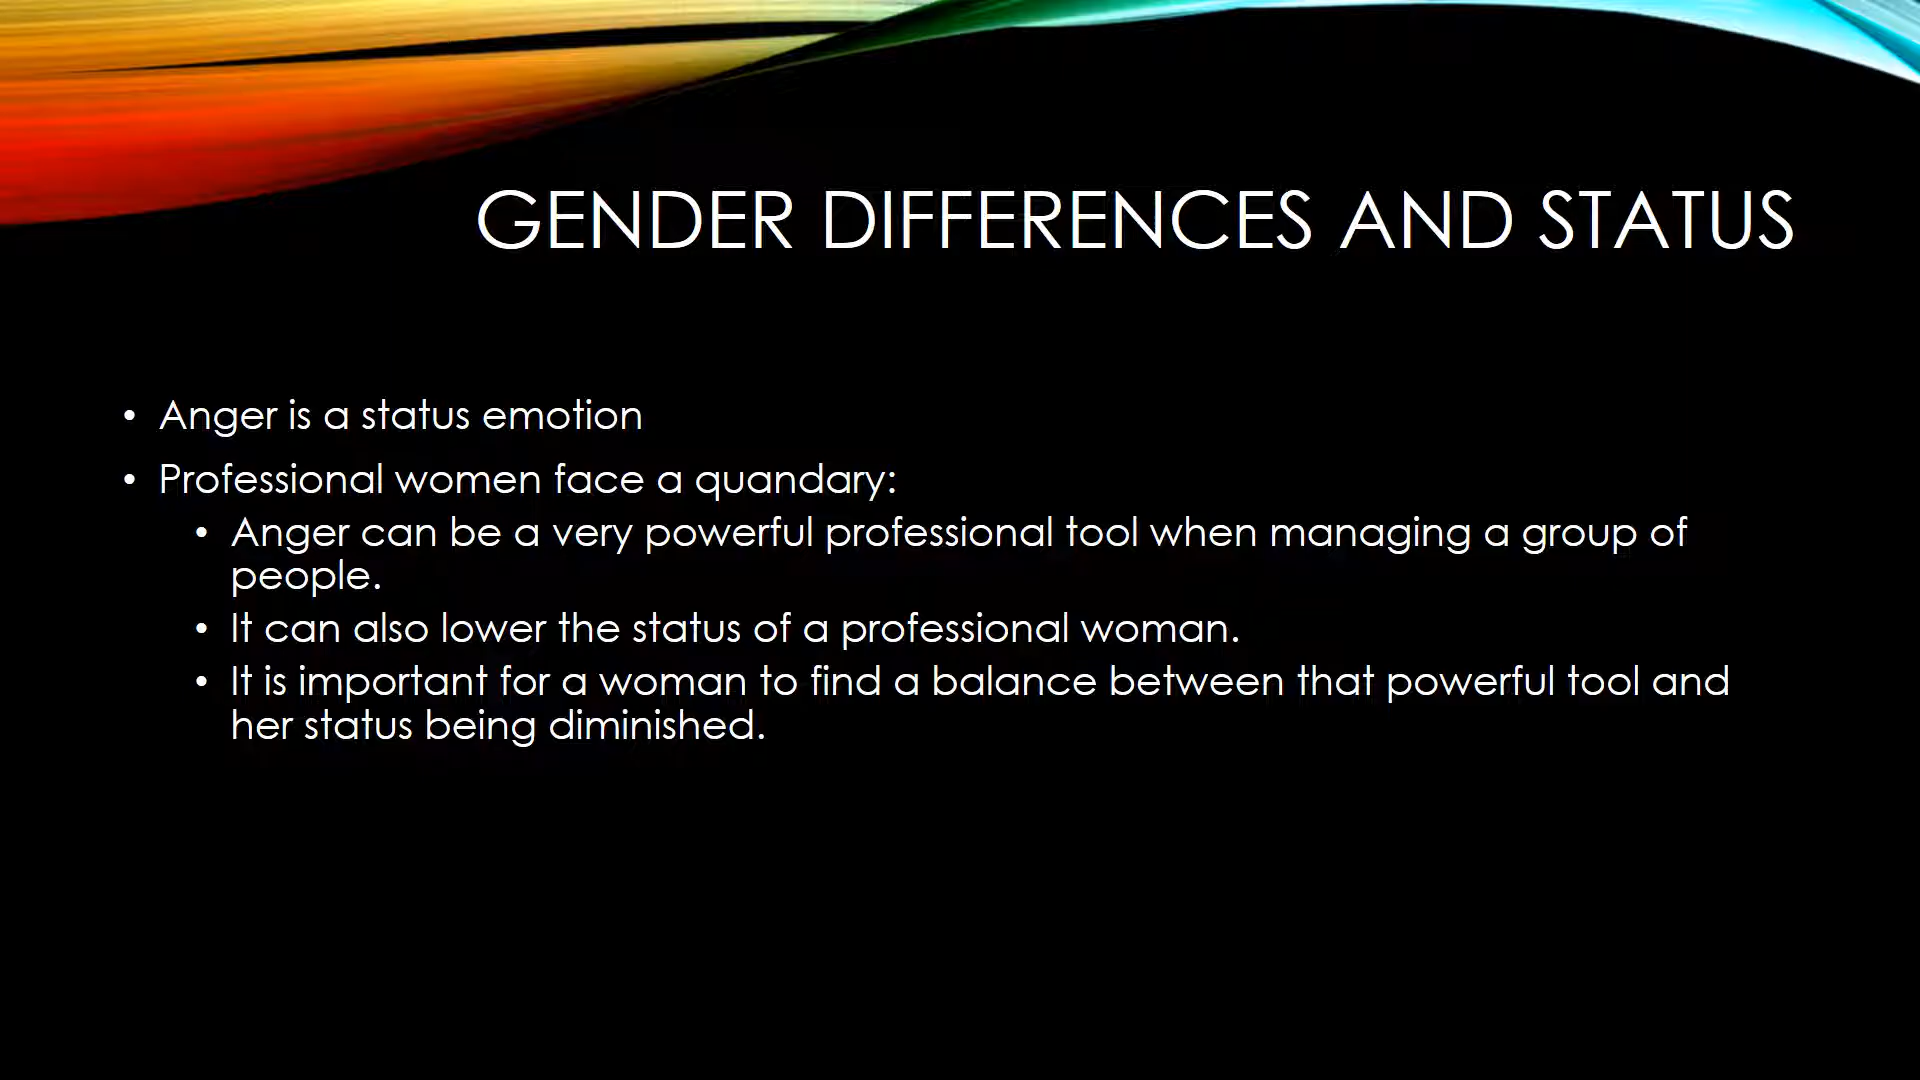 GENDER DIFFERENCES AND STATUS
• Anger is a status emotion
• Professional women face a quandary:
• Anger can be a very powerful professional tool when managing a group of
people.
• It can also lower the status of a professional woman.
• It is important for a woman to find a balance between that powerful tool and
her status being diminished.